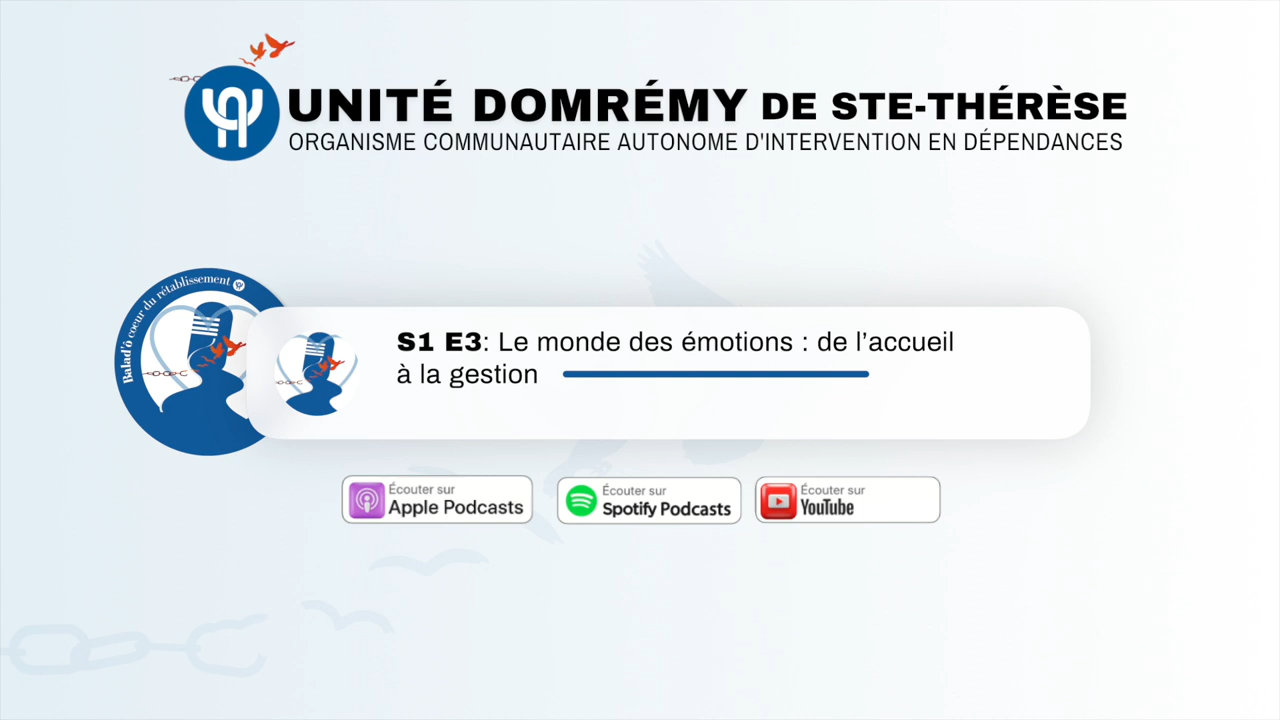 UNITÉ DOMRÉMY DE STE-THÉRÈSE
ORGANISME COMMUNAUTAIRE AUTONOME D'INTERVENTION EN DÉPENDANCES
Balad'ô coeur du rétablissement
S1 E3: Le monde des émotions : de l’accueil
à la gestion
Écouter sur
Apple Podcasts
Écouter sur
Spotify Podcasts
Écouter sur
YouTube